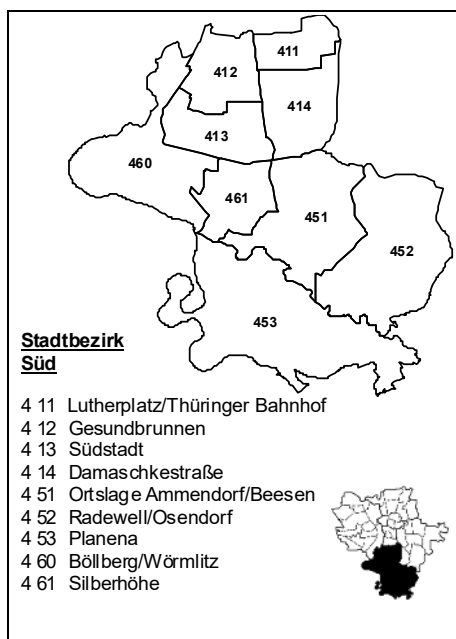 411
412
414
413
460
461
451
452
453
Stadtbezirk
Süd
4 11 Lutherplatz/Thüringer Bahnhof
4 12 Gesundbrunnen
4 13 Südstadt
4 14 Damaschkestraße
4 51 Ortslage Ammendorf/Beesen
4 52 Radewell/Osendorf
4 53 Planena
4 60 Böllberg/Wörmlitz
4 61 Silberhöhe